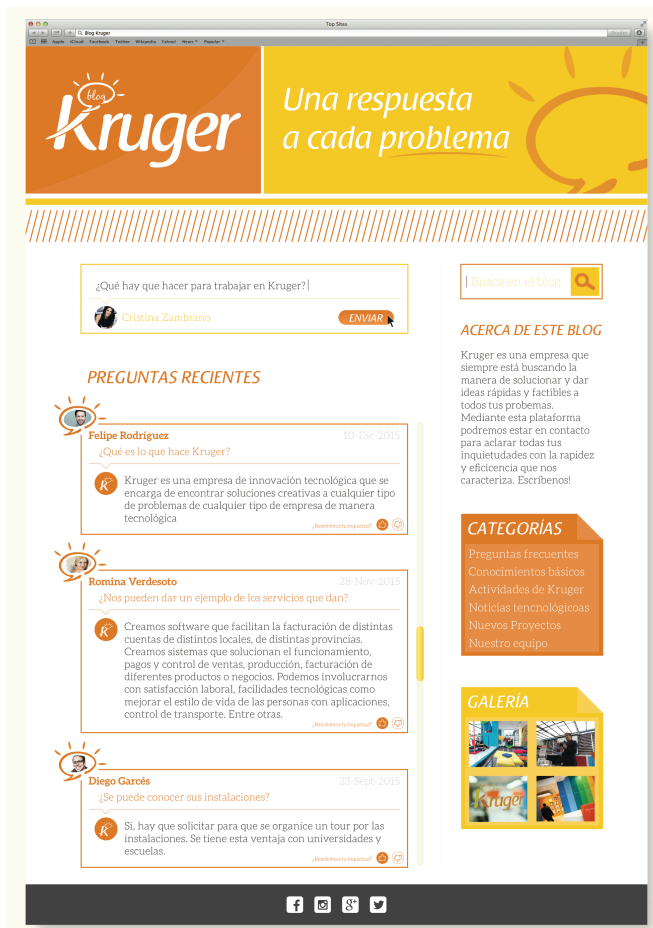 Top Sites
Blog Kruger
Reader
Apple iCloud Facebook Twitter Wikipedia Yahoo! News Popular
blog
Kruger
Una respuesta
a cada problema
¿Qué hay que hacer para trabajar en Kruger?
Cristina Zambrano
ENVIAR
PREGUNTAS RECIENTES
Felipe Rodríguez 10-Dic-2015
¿Qué es lo que hace Kruger?
K
Kruger es una empresa de innovación tecnológica que se
encarga de encontrar soluciones creativas a cualquier tipo
de problemas de cualquier tipo de empresa de manera
tecnológica
¿Resolvimos tu inquietud?
Romina Verdesoto 28-Nov-2015
¿Nos pueden dar un ejemplo de los servicios que dan?
K
Creamos software que facilitan la facturación de distintas
cuentas de distintos locales, de distintas provincias.
Creamos sistemas que solucionan el funcionamiento,
pagos y control de ventas, producción, facturación de
diferentes productos o negocios. Podemos involucrarnos
con satisfacción laboral, facilidades tecnológicas como
mejorar el estilo de vida de las personas con aplicaciones,
control de transporte. Entre otras.
¿Resolvimos tu inquietud?
Diego Garcés 23-Sept-2015
¿Se puede conocer sus instalaciones?
K
Si, hay que solicitar para que se organice un tour por las
instalaciones. Se tiene esta ventaja con universidades y
escuelas.
¿Resolvimos tu inquietud?
Busca en el blog
ACERCA DE ESTE BLOG
Kruger es una empresa que
siempre está buscando la
manera de solucionar y dar
ideas rápidas y factibles a
todos tus probemas.
Mediante esta plataforma
podremos estar en contacto
para aclarar todas tus
inquietudades con la rapidez
y eficicencia que nos
caracteriza. Escríbenos!
CATEGORÍAS
Preguntas frecuentes
Conocimientos básicos
Actividades de Kruger
Noticias tencnológicoas
Nuevos Proyectos
Nuestro equipo
GALERÍA
Kruger